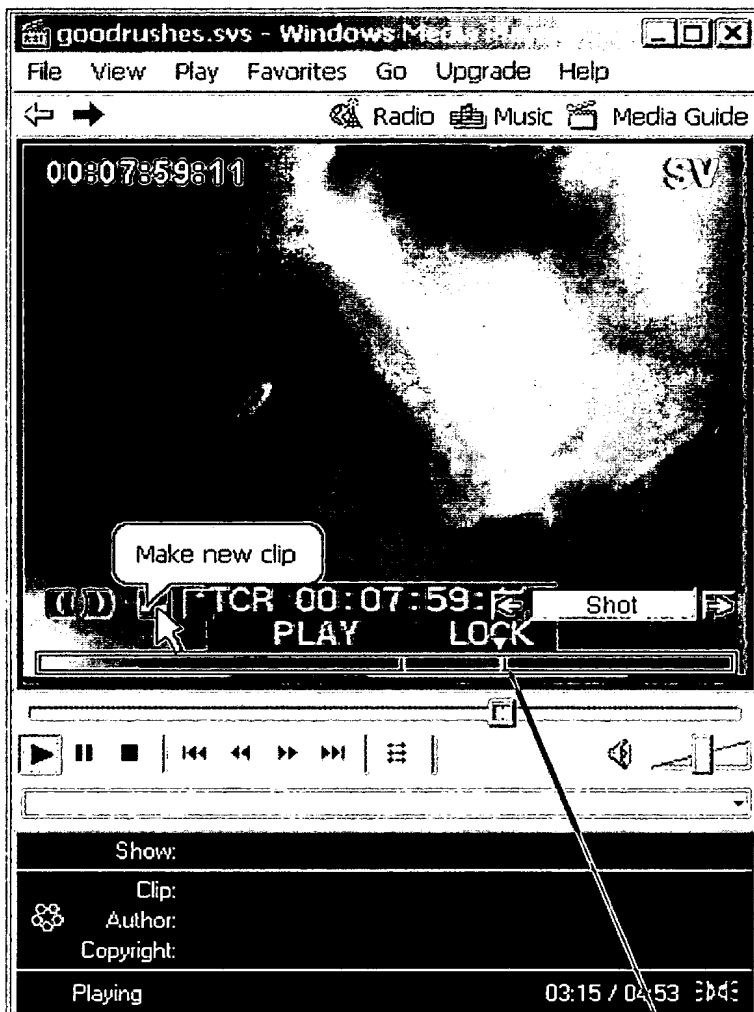 goodrushes.svs - Windows Media
File View Play Favorites Go Upgrade Help
Radio Music Media Guide
00:07:59:11 SV
Make new clip
TCR 00:07:59: Shot
PLAY LOCK
Show:
Clip:
Author:
Copyright:
Playing 03:15 / 04:53